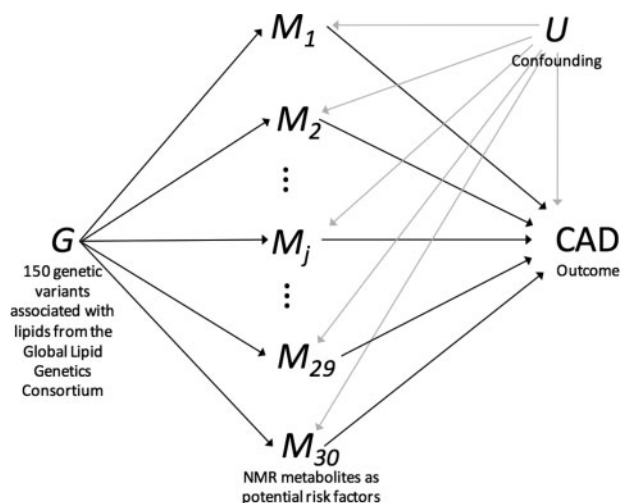 M1
U
Confounding
M2
⋮
G
150 genetic
variants
associated with
lipids from the
Global Lipid
Genetics
Consortium
Mj
CAD
Outcome
⋮
M29
M30
NMR metabolites as
potential risk factors